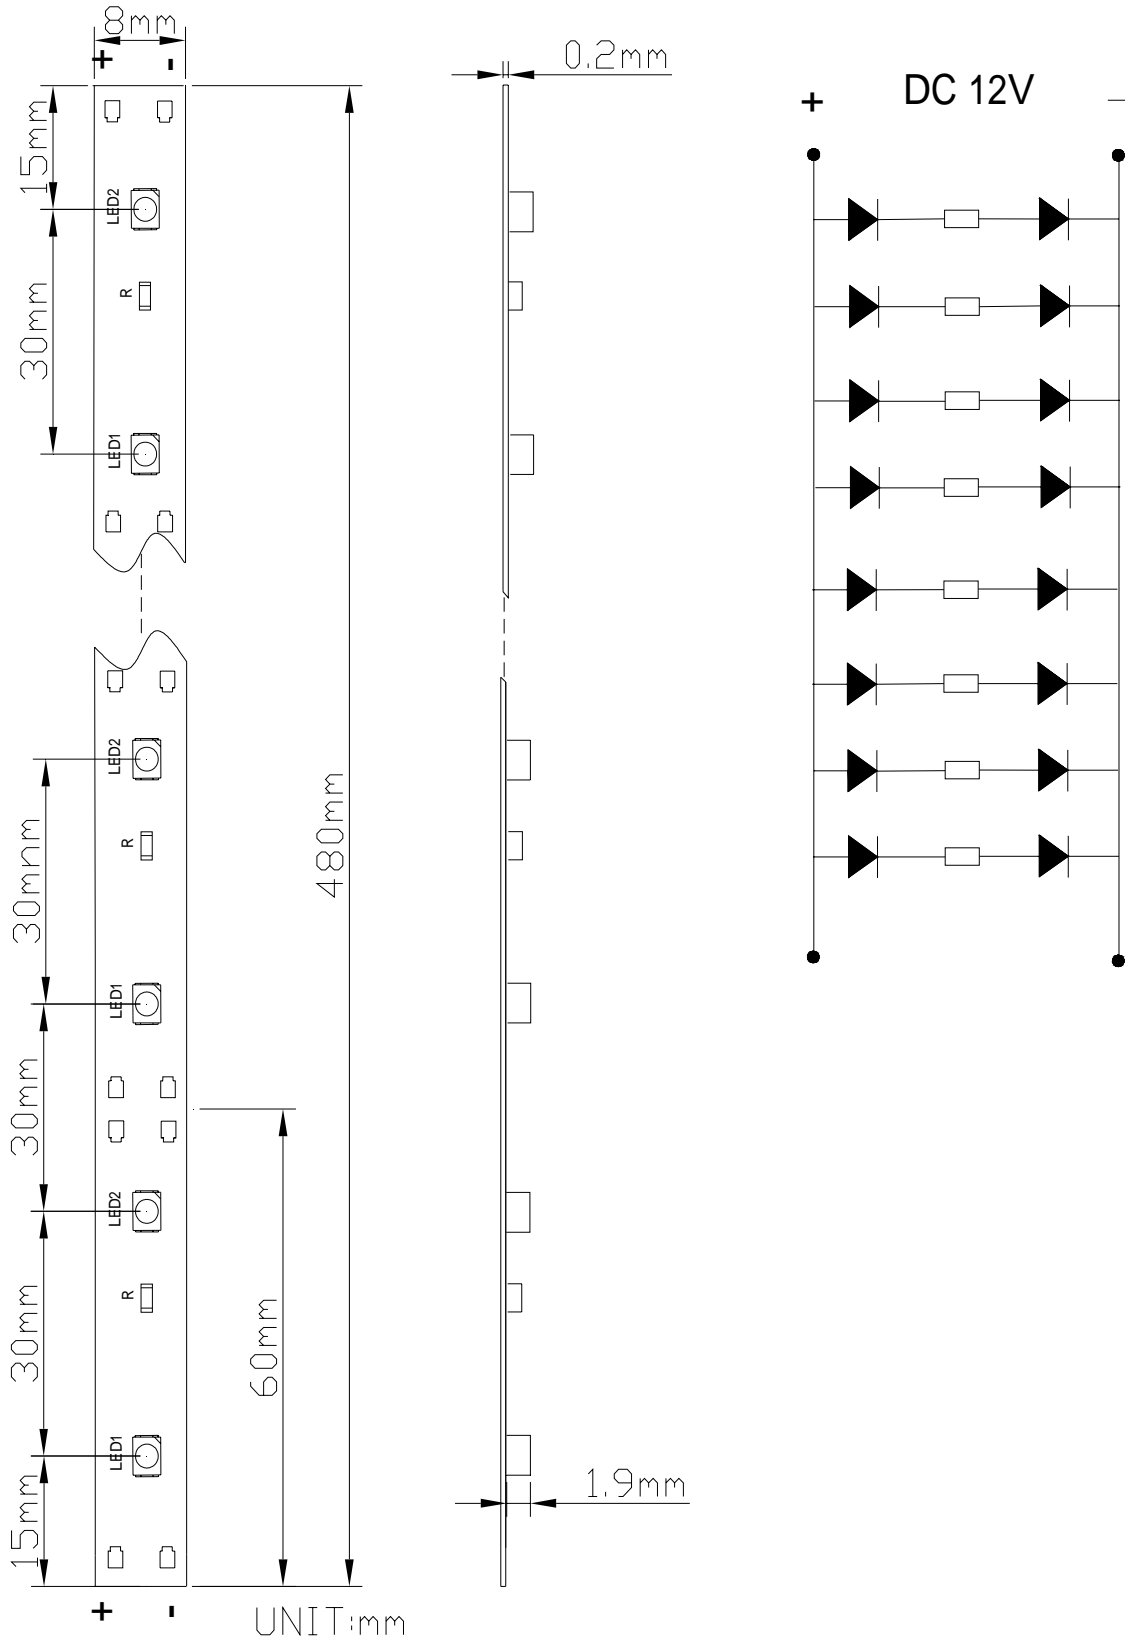 8mm
+ -
0.2mm
DC 12V
+ —
15mm
LED2
R
30mm
LED1
LED2
30mnm
R
480mm
LED1
30mm
LED2
R
30mm
60mm
LED1
15mm
1.9mm
+ -
UNIT:mm